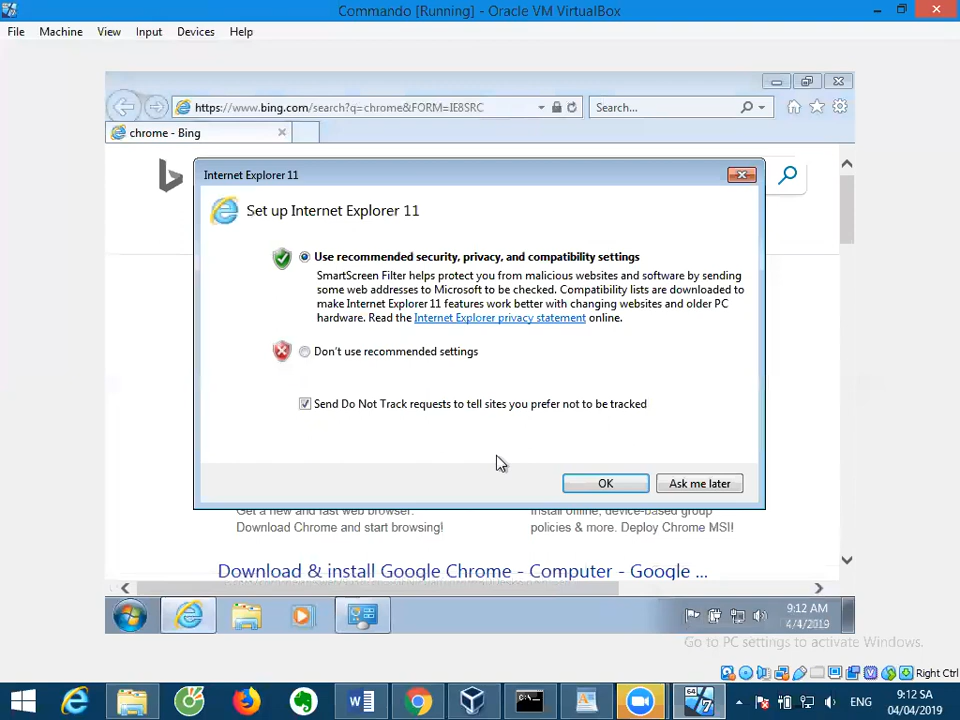 Commando [Running] - Oracle VM VirtualBox
File Machine View Input Devices Help
https://www.bing.com/search?q=chrome&FORM=IE8SRC
Search...
chrome - Bing
Internet Explorer 11
Set up Internet Explorer 11
Use recommended security, privacy, and compatibility settings
SmartScreen Filter helps protect you from malicious websites and software by sending
some web addresses to Microsoft to be checked. Compatibility lists are downloaded to
make Internet Explorer 11 features work better with changing websites and older PC
hardware. Read the Internet Explorer privacy statement online.
Don't use recommended settings
Send Do Not Track requests to tell sites you prefer not to be tracked
OK Ask me later
Get a new and fast web browser.
Download Chrome and start browsing!
Install offline, device-based group
policies & more. Deploy Chrome MSI!
Download & install Google Chrome - Computer - Google ...
9:12 AM
4/4/2019
Go to PC settings to activate Windows.
Right Ctrl
64
7
ENG
9:12 SA
04/04/2019